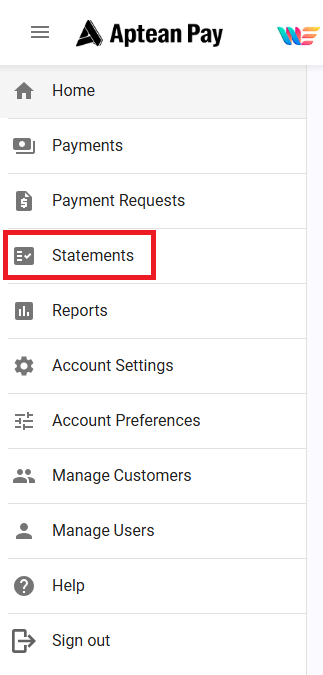 Aptean Pay
WE
Home
Payments
Payment Requests
Statements
Reports
Account Settings
Account Preferences
Manage Customers
Manage Users
Help
Sign out